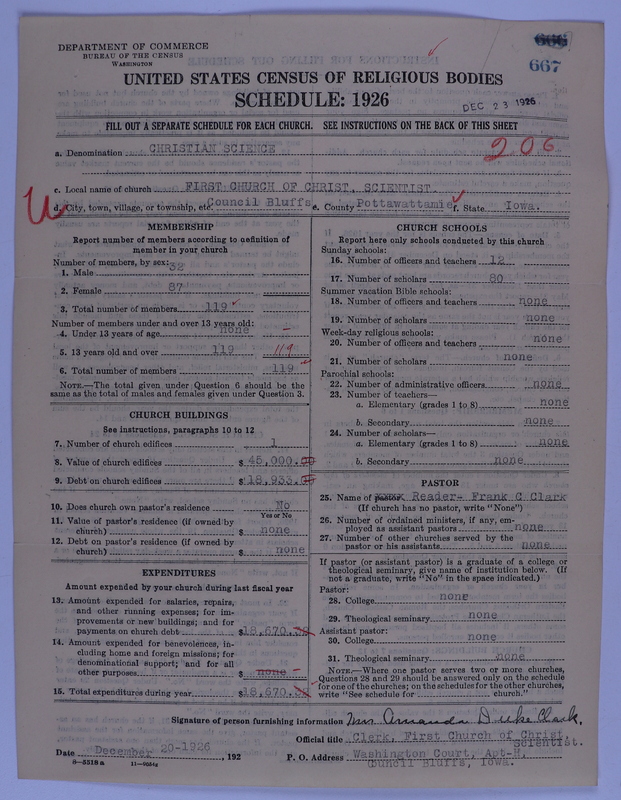 DEPARTMENT OF COMMERCE
BUREAU OF THE CENSUS
WASHINGTON
666
667
UNITED STATES CENSUS OF RELIGIOUS BODIES
SCHEDULE: 1926
DEC 23 1926
FILL OUT A SEPARATE SCHEDULE FOR EACH CHURCH. SEE INSTRUCTIONS ON THE BACK OF THIS SHEET
a. Denomination CHRISTIAN SCIENCE
206
c. Local name of church FIRST CHURCH OF CHRIST, SCIENTIST.
d. City, town, village, or township, etc. Council Bluffs e. County Pottawattamie f. State Iowa.
MEMBERSHIP
Report number of members according to definition of
member in your church
Number of members, by sex:
1. Male 32
2. Female 87
3. Total number of members 119
Number of members under and over 13 years old:
4. Under 13 years of age none –
5. 13 years old and over 119 119
6. Total number of members 119
NOTE.—The total given under Question 6 should be the
same as the total of males and females given under Question 3.
CHURCH BUILDINGS
See instructions, paragraphs 10 to 12
7. Number of church edifices 1
8. Value of church edifices $ 45,000.
9. Debt on church edifices $ 18,933.
10. Does church own pastor's residence No
Yes or No
11. Value of pastor's residence (if owned by
church) $ none
12. Debt on pastor's residence (if owned by
church) $ none
EXPENDITURES
Amount expended by your church during last fiscal year
13. Amount expended for salaries, repairs,
and other running expenses; for im-
provements or new buildings; and for
payments on church debt $ 18,570.
14. Amount expended for benevolences, in-
cluding home and foreign missions; for
denominational support; and for all
other purposes $ none –
15. Total expenditures during year $ 18,570.
CHURCH SCHOOLS
Report here only schools conducted by this church
Sunday schools:
16. Number of officers and teachers 12
17. Number of scholars 80
Summer vacation Bible schools:
18. Number of officers and teachers none
19. Number of scholars none
Week-day religious schools:
20. Number of officers and teachers none
21. Number of scholars none
Parochial schools:
22. Number of administrative officers none
23. Number of teachers—
a. Elementary (grades 1 to 8) none
b. Secondary none
24. Number of scholars—
a. Elementary (grades 1 to 8) none
b. Secondary none
PASTOR
25. Name of pastor Reader- Frank C Clark
(If church has no pastor, write "None")
26. Number of ordained ministers, if any, em-
ployed as assistant pastors none
27. Number of other churches served by the
pastor or his assistants none
If pastor (or assistant pastor) is a graduate of a college or
theological seminary, give name of institution below. (If
not a graduate, write "No" in the space indicated.)
Pastor:
28. College none
29. Theological seminary none
Assistant pastor:
30. College none
31. Theological seminary none
NOTE.—Where one pastor serves two or more churches,
Questions 28 and 29 should be answered only on the schedule
for one of the churches; on the schedules for the other churches,
write "See schedule for church."
Signature of person furnishing information Mrs Amanda Duke Clark.
Official title Clerk, First Church of Christ,
Scientist.
Date December 20-1926, 192
P. O. Address Washington Court, Apt-H,
Council Bluffs, Iowa.
8—5518 a